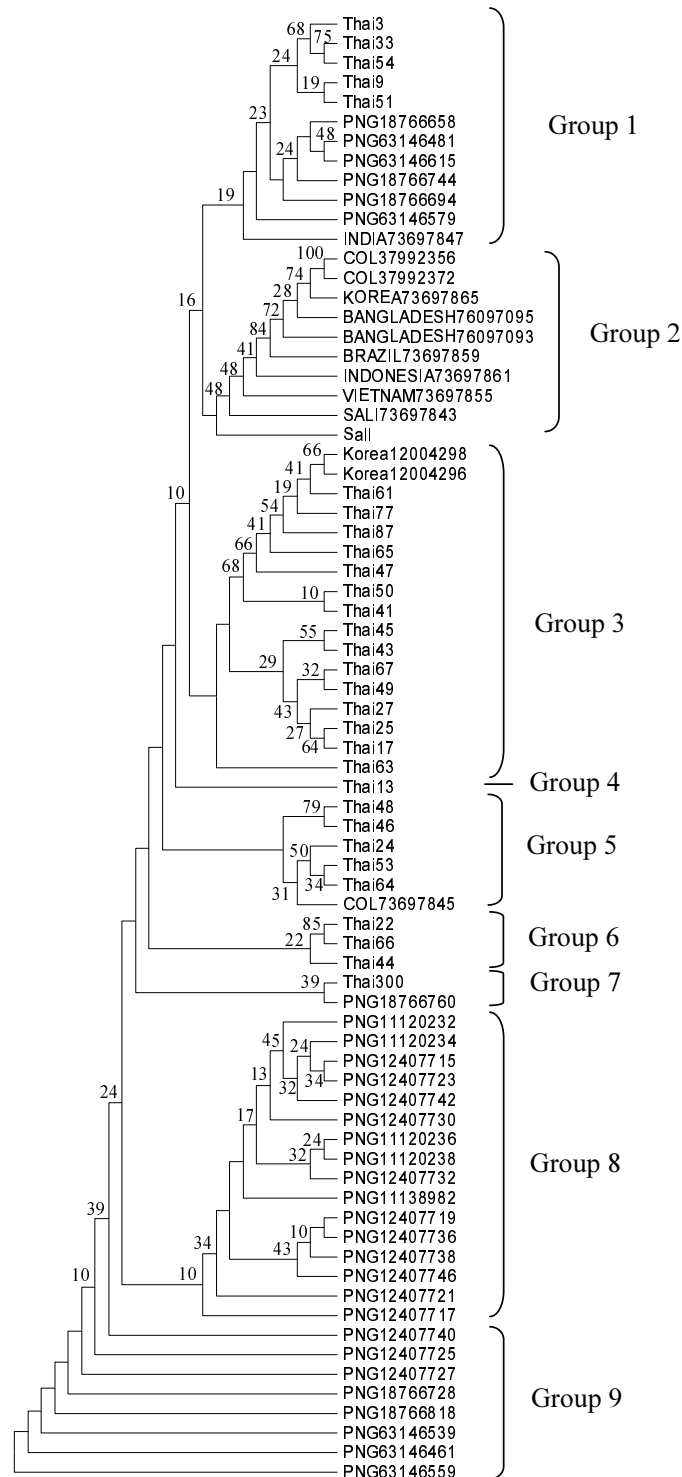 Thai3
68
75
Thai33
Thai54
24
Thai9
19
Thai51
23
PNG18766658
Group 1
48
PNG63146481
24
PNG63146615
PNG18766744
19
PNG18766694
PNG63146579
INDIA73697847
100
COL37992356
74
COL37992372
16
28
KOREA73697865
72
BANGLADESH76097095
84
BANGLADESH76097093
Group 2
41
BRAZIL73697859
48
INDONESIA73697861
48
VIETNAM73697855
SALI73697843
SalI
66
Korea12004298
41
Korea12004296
10
19
Thai61
54
Thai77
41
Thai87
66
Thai65
68
Thai47
10
Thai50
Thai41
Group 3
55
Thai45
Thai43
29
32
Thai67
Thai49
43
Thai27
27
Thai25
64
Thai17
Thai63
Thai13
Group 4
79
Thai48
Thai46
50
Thai24
Group 5
Thai53
31
34
Thai64
COL73697845
85
Thai22
22
Thai66
Group 6
Thai44
39
Thai300
Group 7
PNG18766760
PNG11120232
45
24
PNG11120234
PNG12407715
13
32
34
PNG12407723
24
PNG12407742
17
PNG12407730
24
PNG11120236
32
PNG11120238
Group 8
PNG12407732
PNG11138982
39
PNG12407719
10
PNG12407736
34
43
PNG12407738
10
10
PNG12407746
PNG12407721
PNG12407717
PNG12407740
PNG12407725
PNG12407727
PNG18766728
Group 9
PNG18766818
PNG63146539
PNG63146461
PNG63146559